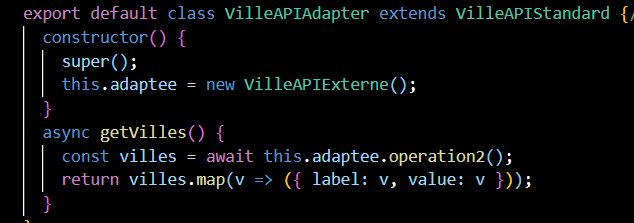 export default class VilleAPIAdapter extends VilleAPIStandard {/
constructor() {
super();
this.adaptee = new VilleAPIExterne();
}
async getVilles() {
const villes = await this.adaptee.operation2();
return villes.map(v => ({ label: v, value: v }));
}